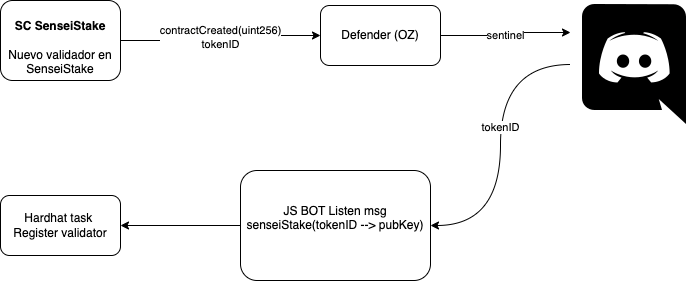 SC SenseiStake
Nuevo validador en
SenseiStake
contractCreated(uint256)
tokenID
Defender (OZ)
sentinel
tokenID
JS BOT Listen msg
senseiStake(tokenID --> pubKey)
Hardhat task
Register validator